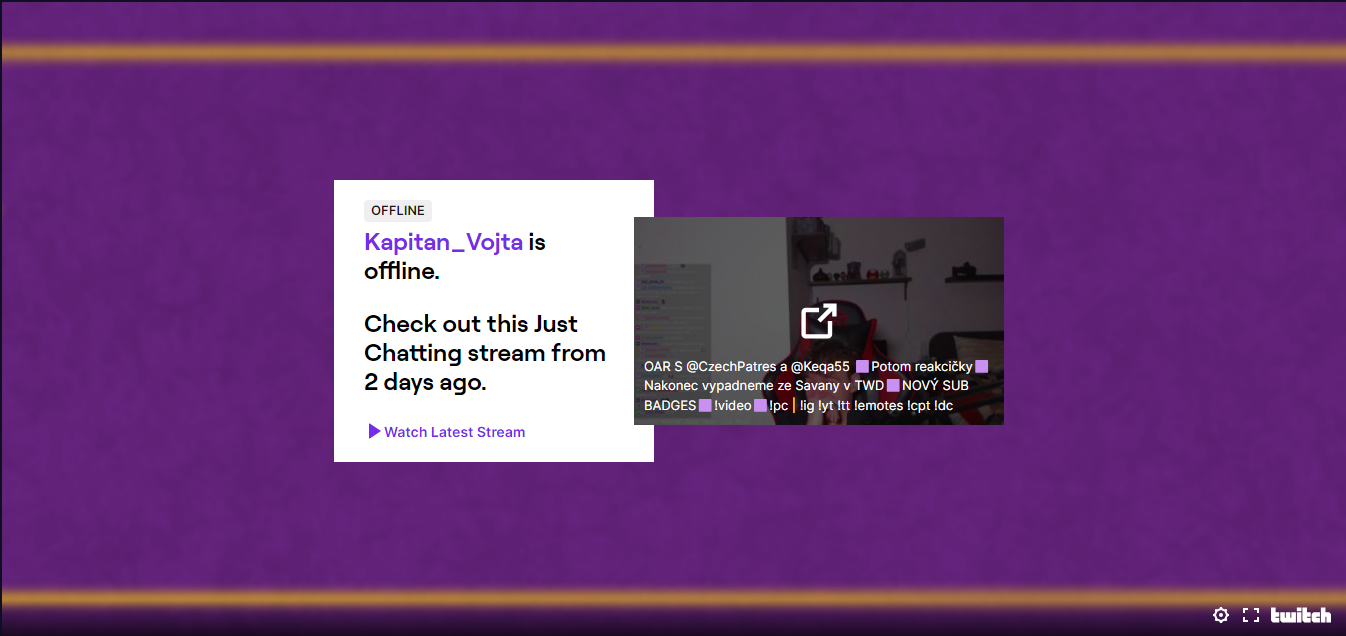 OFFLINE
Kapitan_Vojta is
offline.
Check out this Just
Chatting stream from
2 days ago.
Watch Latest Stream
OAR S @CzechPatres a @Keqa55 🟪Potom reakcičky🟪
Nakonec vypadneme ze Savany v TWD🟪NOVÝ SUB
BADGES🟪!video🟪!pc | !ig !yt !tt !emotes !cpt !dc
twitch